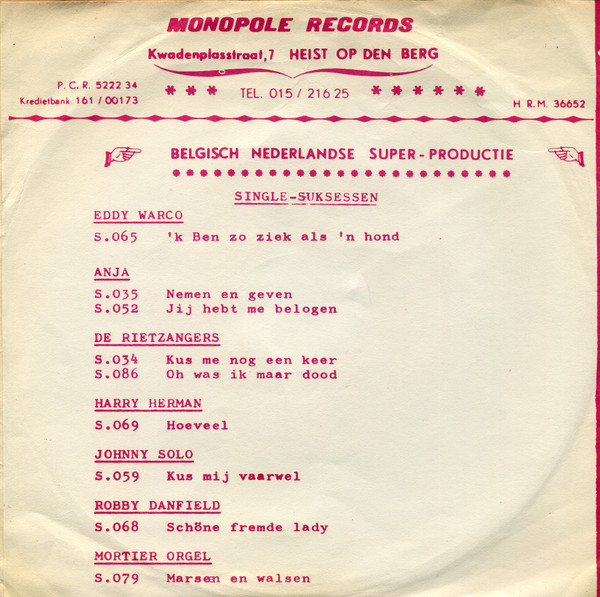 MONOPOLE RECORDS
Kwadenplasstraat,7 HEIST OP DEN BERG
P.C.R. 5222 34
Kredietbank 161/00173
* * * TEL. 015/21625 * * * * * *
H R.M. 36652
BELGISCH NEDERLANDSE SUPER-PRODUCTIE
SINGLE-SUKSESSEN
EDDY WARCO
S.065 'k Ben zo ziek als 'n hond
ANJA
S.035 Nemen en geven
S.052 Jij hebt me belogen
DE RIETZANGERS
S.034 Kus me nog een keer
S.086 Oh was ik maar dood
HARRY HERMAN
S.069 Hoeveel
JOHNNY SOLO
S.059 Kus mij vaarwel
ROBBY DANFIELD
S.068 Schöne fremde lady
MORTIER ORGEL
S.079 Marsen en walsen